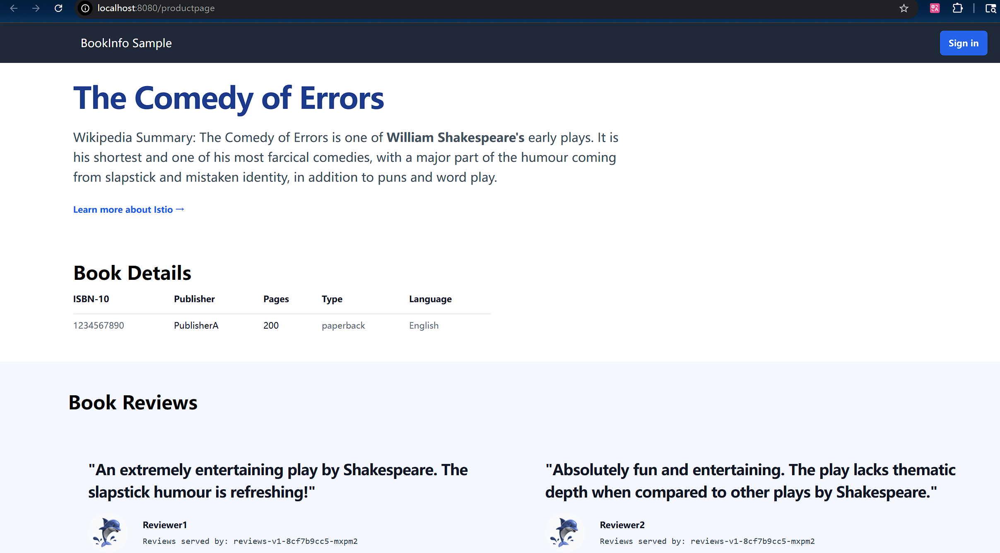 localhost:8080/productpage
BookInfo Sample
Sign in
The Comedy of Errors
Wikipedia Summary: The Comedy of Errors is one of William Shakespeare's early plays. It is
his shortest and one of his most farcical comedies, with a major part of the humour coming
from slapstick and mistaken identity, in addition to puns and word play.
Learn more about Istio →
Book Details
ISBN-10 Publisher Pages Type Language
1234567890 PublisherA 200 paperback English
Book Reviews
"An extremely entertaining play by Shakespeare. The
slapstick humour is refreshing!"
Reviewer1
Reviews served by: reviews-v1-8cf7b9cc5-mxpm2
"Absolutely fun and entertaining. The play lacks thematic
depth when compared to other plays by Shakespeare."
Reviewer2
Reviews served by: reviews-v1-8cf7b9cc5-mxpm2